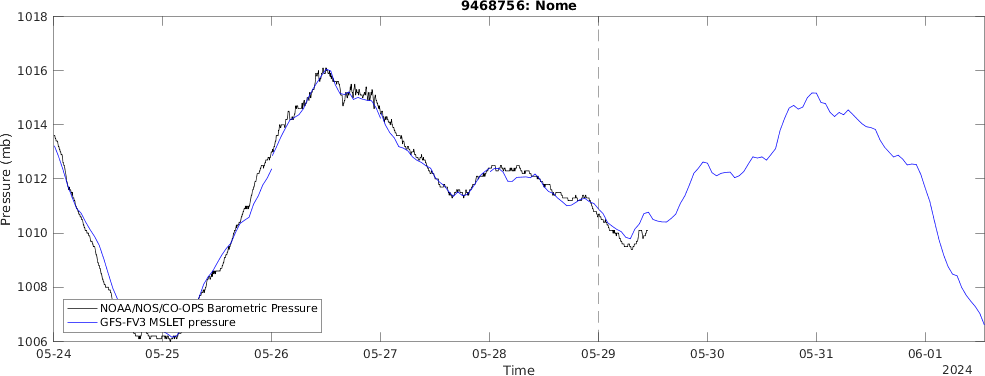 9468756: Nome
1018
1016
1014
1012
1010
1008
1006
Pressure (mb)
NOAA/NOS/CO-OPS Barometric Pressure
GFS-FV3 MSLET pressure
05-24 05-25 05-26 05-27 05-28 05-29 05-30 05-31 06-01
Time
2024